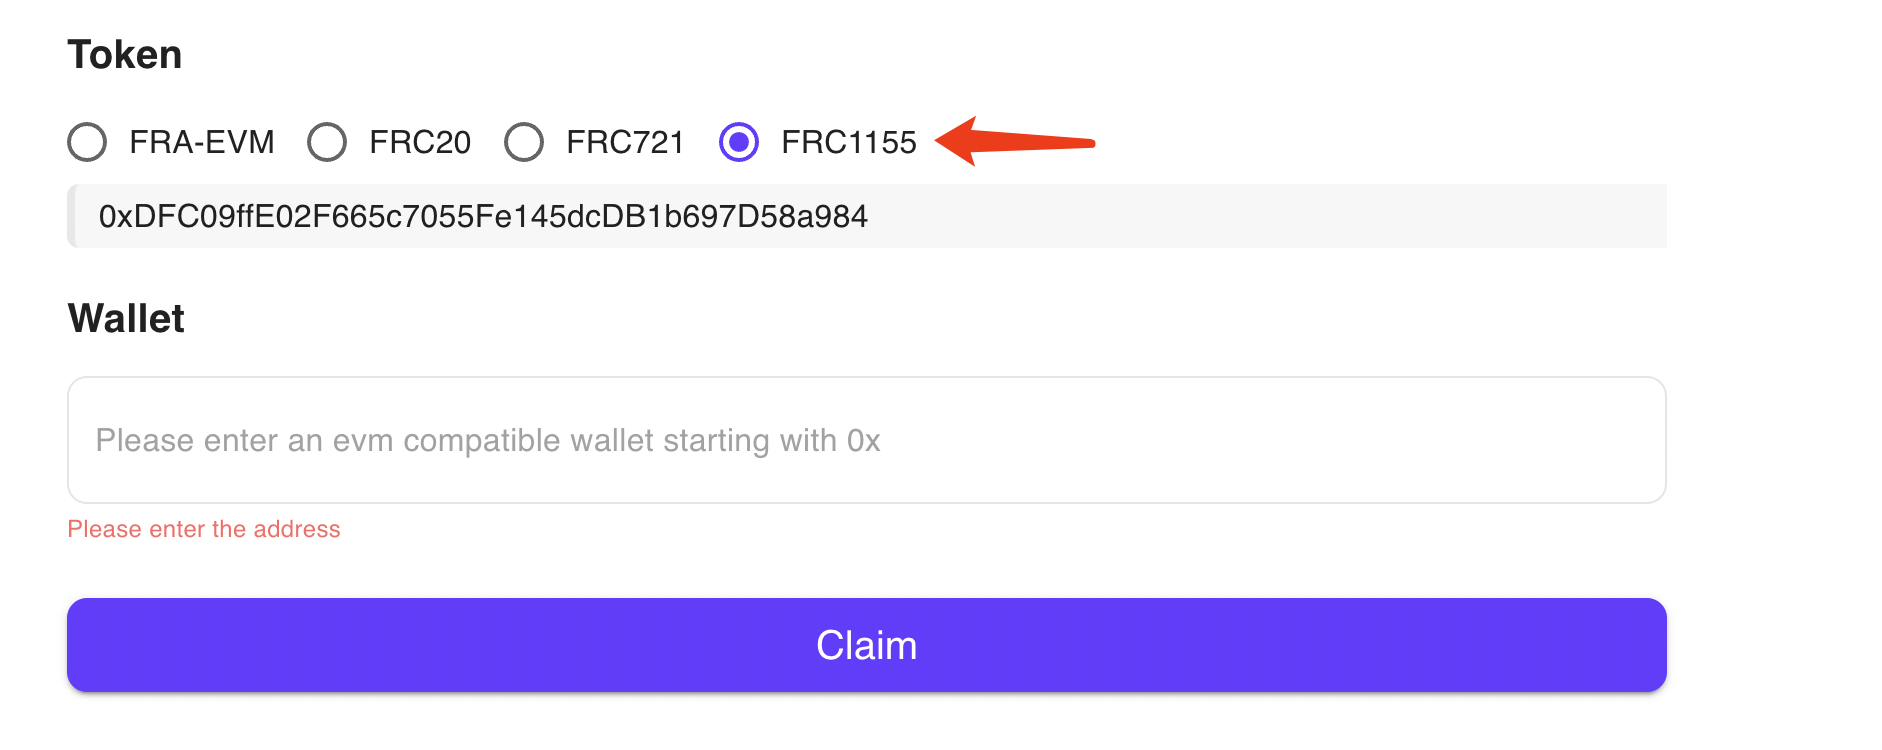 Token
FRA-EVM FRC20 FRC721 FRC1155
0xDFC09ffE02F665c7055Fe145dcDB1b697D58a984
Wallet
Please enter an evm compatible wallet starting with 0x
Please enter the address
Claim